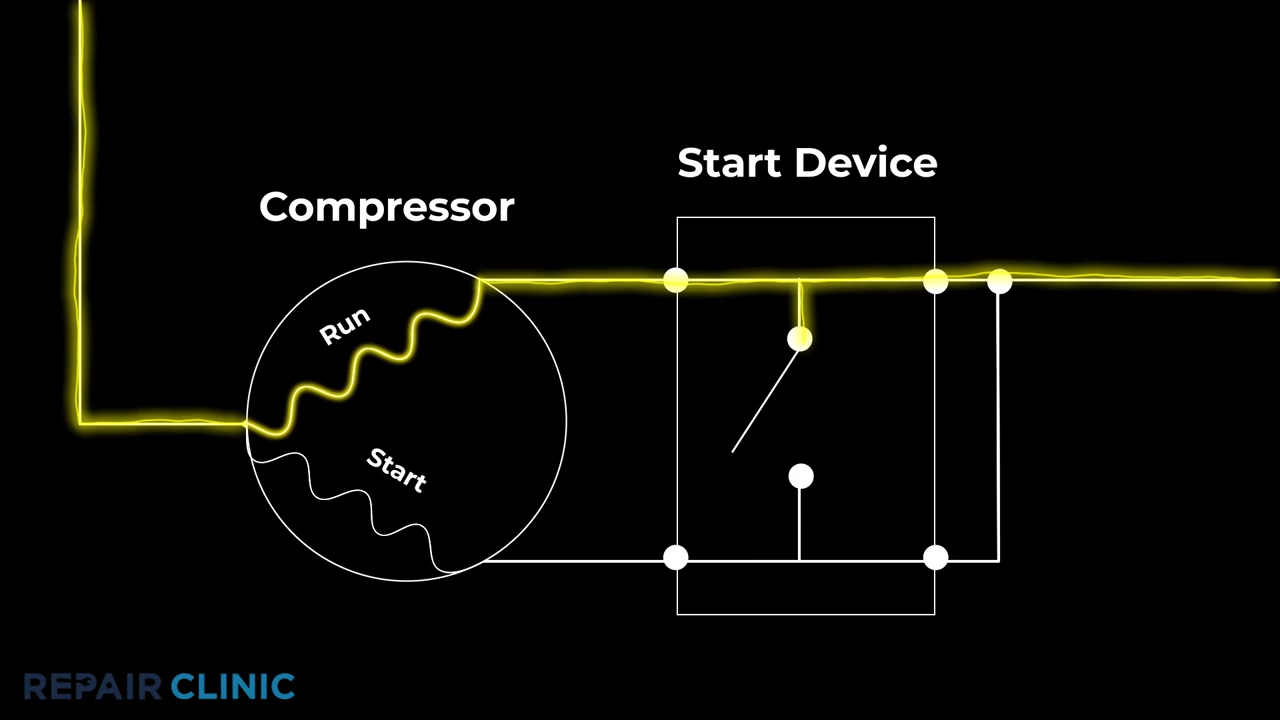 Start Device
Compressor
Run
Start
REPAIR CLINIC